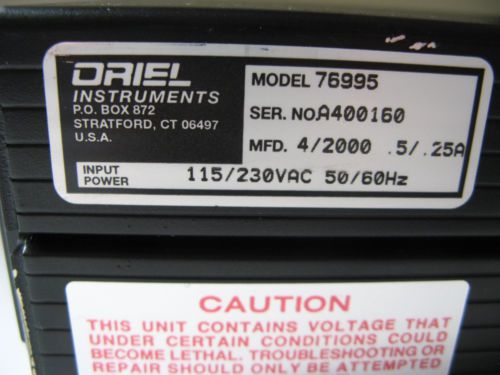 ORIEL
INSTRUMENTS
P.O. BOX 872
STRATFORD, CT 06497
U.S.A.
MODEL 76995
SER. NO.A400160
MFD. 4/2000 .5/.25A
INPUT
POWER
115/230VAC 50/60Hz
CAUTION
THIS UNIT CONTAINS VOLTAGE THAT
UNDER CERTAIN CONDITIONS COULD
BECOME LETHAL. TROUBLESHOOTING OR
REPAIR SHOULD ONLY BE ATTEMPTED